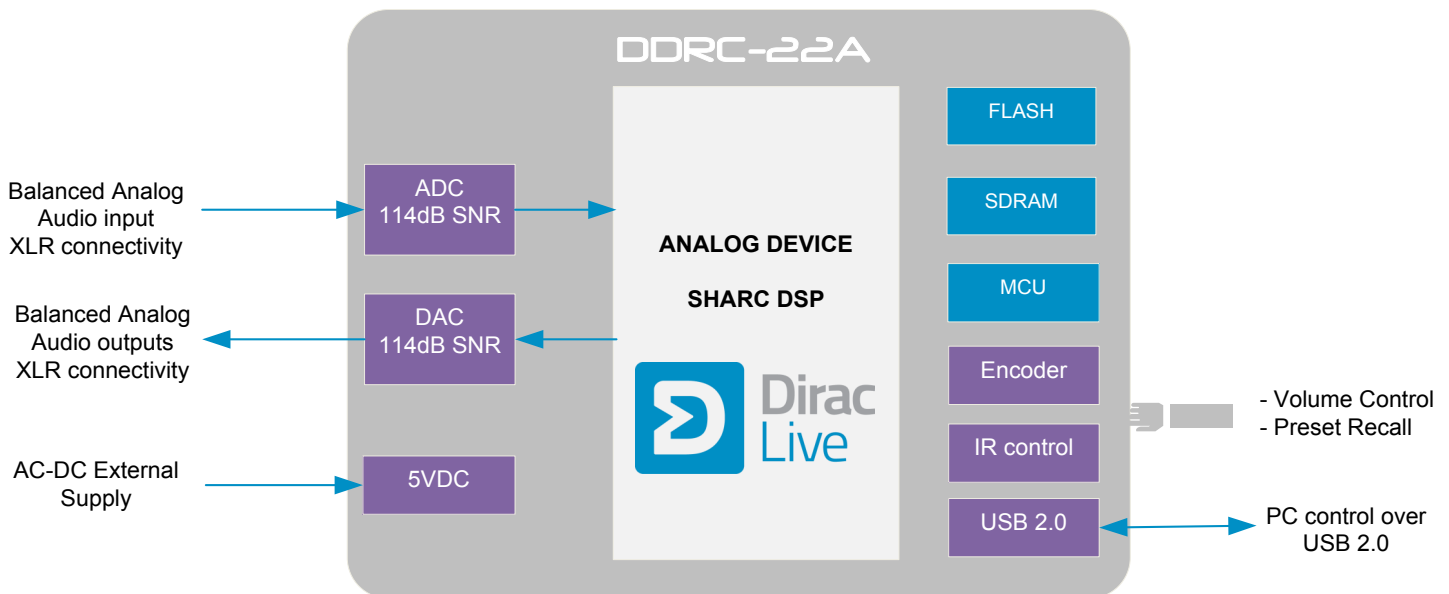 DDRC-22A
Balanced Analog
Audio input
XLR connectivity
ADC
114dB SNR
Balanced Analog
Audio outputs
XLR connectivity
DAC
114dB SNR
AC-DC External
Supply
5VDC
ANALOG DEVICE
SHARC DSP
Dirac
Live
FLASH
SDRAM
MCU
Encoder
IR control
USB 2.0
- Volume Control
- Preset Recall
PC control over
USB 2.0